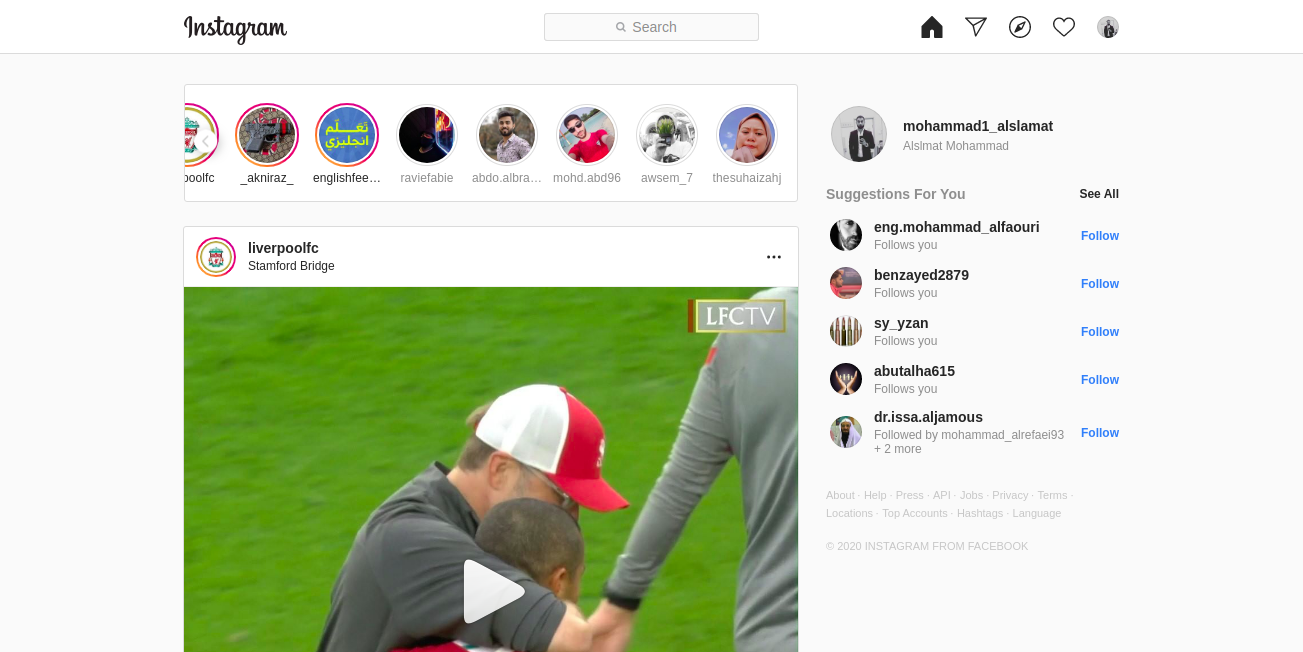 Instagram
Search
poolfc
_akniraz_
englishfee…
raviefabie
abdo.albra…
mohd.abd96
awsem_7
thesuhaizahj
تعلم
انجليزي
liverpoolfc
Stamford Bridge
LFCTV
mohammad1_alslamat
Alslmat Mohammad
Suggestions For You
See All
eng.mohammad_alfaouri
Follows you
Follow
benzayed2879
Follows you
Follow
sy_yzan
Follows you
Follow
abutalha615
Follows you
Follow
dr.issa.aljamous
Followed by mohammad_alrefaei93
+ 2 more
Follow
About · Help · Press · API · Jobs · Privacy · Terms ·
Locations · Top Accounts · Hashtags · Language
© 2020 INSTAGRAM FROM FACEBOOK